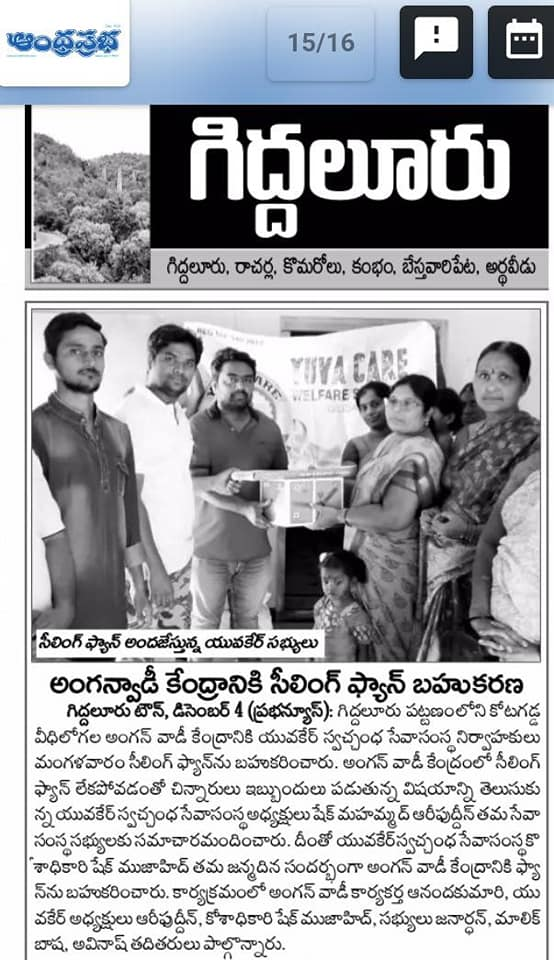 ఆంధ్రప్రభ
15/16
గిద్దలూరు
గిద్దలూరు, రాచర్ల, కొమరోలు, కంభం, బేస్తవారిపేట, అర్థవీడు
YUVA CARE
WELFARE
సీలింగ్ ఫ్యాన్ అందజేస్తున్న యువకేర్ సభ్యులు
అంగన్వాడీ కేంద్రానికి సీలింగ్ ఫ్యాన్ బహుకరణ
గిద్దలూరు టౌన్, డిసెంబర్ 4 (ప్రభన్యూస్): గిద్దలూరు పట్టణంలోని కోటగడ్డ
వీధిలోగల అంగన్ వాడీ కేంద్రానికి యువకేర్ స్వచ్ఛంధ సేవాసంస్థ నిర్వాహకులు
మంగళవారం సీలింగ్ ఫ్యాన్‌ను బహుకరించారు. అంగన్ వాడీ కేంద్రంలో సీలింగ్
ఫ్యాన్ లేకపోవడంతో చిన్నారులు ఇబ్బుందులు పడుతున్న విషయాన్ని తెలుసుకు
న్న యువకేర్ స్వచ్ఛంధ సేవాసంస్థ అధ్యక్షులు షేక్ మహమ్మద్ ఆరీఫుద్దీన్ తమ సేవా
సంస్థ సభ్యులకు సమాచారమందించారు. దీంతో యువకేర్ స్వచ్ఛంధ సేవాసంస్థ కో
శాధికారి షేక్ ముజాహిద్ తమ జన్మదిన సందర్భంగా అంగన్ వాడీ కేంద్రానికి ఫ్యా
న్‌ను బహుకరించారు. కార్యక్రమంలో అంగన్ వాడీ కార్యకర్త ఆనందకుమారి, యు
వకేర్ అధ్యక్షులు ఆరీఫుద్దీన్, కోశాధికారి షేక్ ముజాహిద్, సభ్యులు జనార్ధన్, మాలిక్
బాష, అవినాష్ తదితరులు పాల్గొన్నారు.